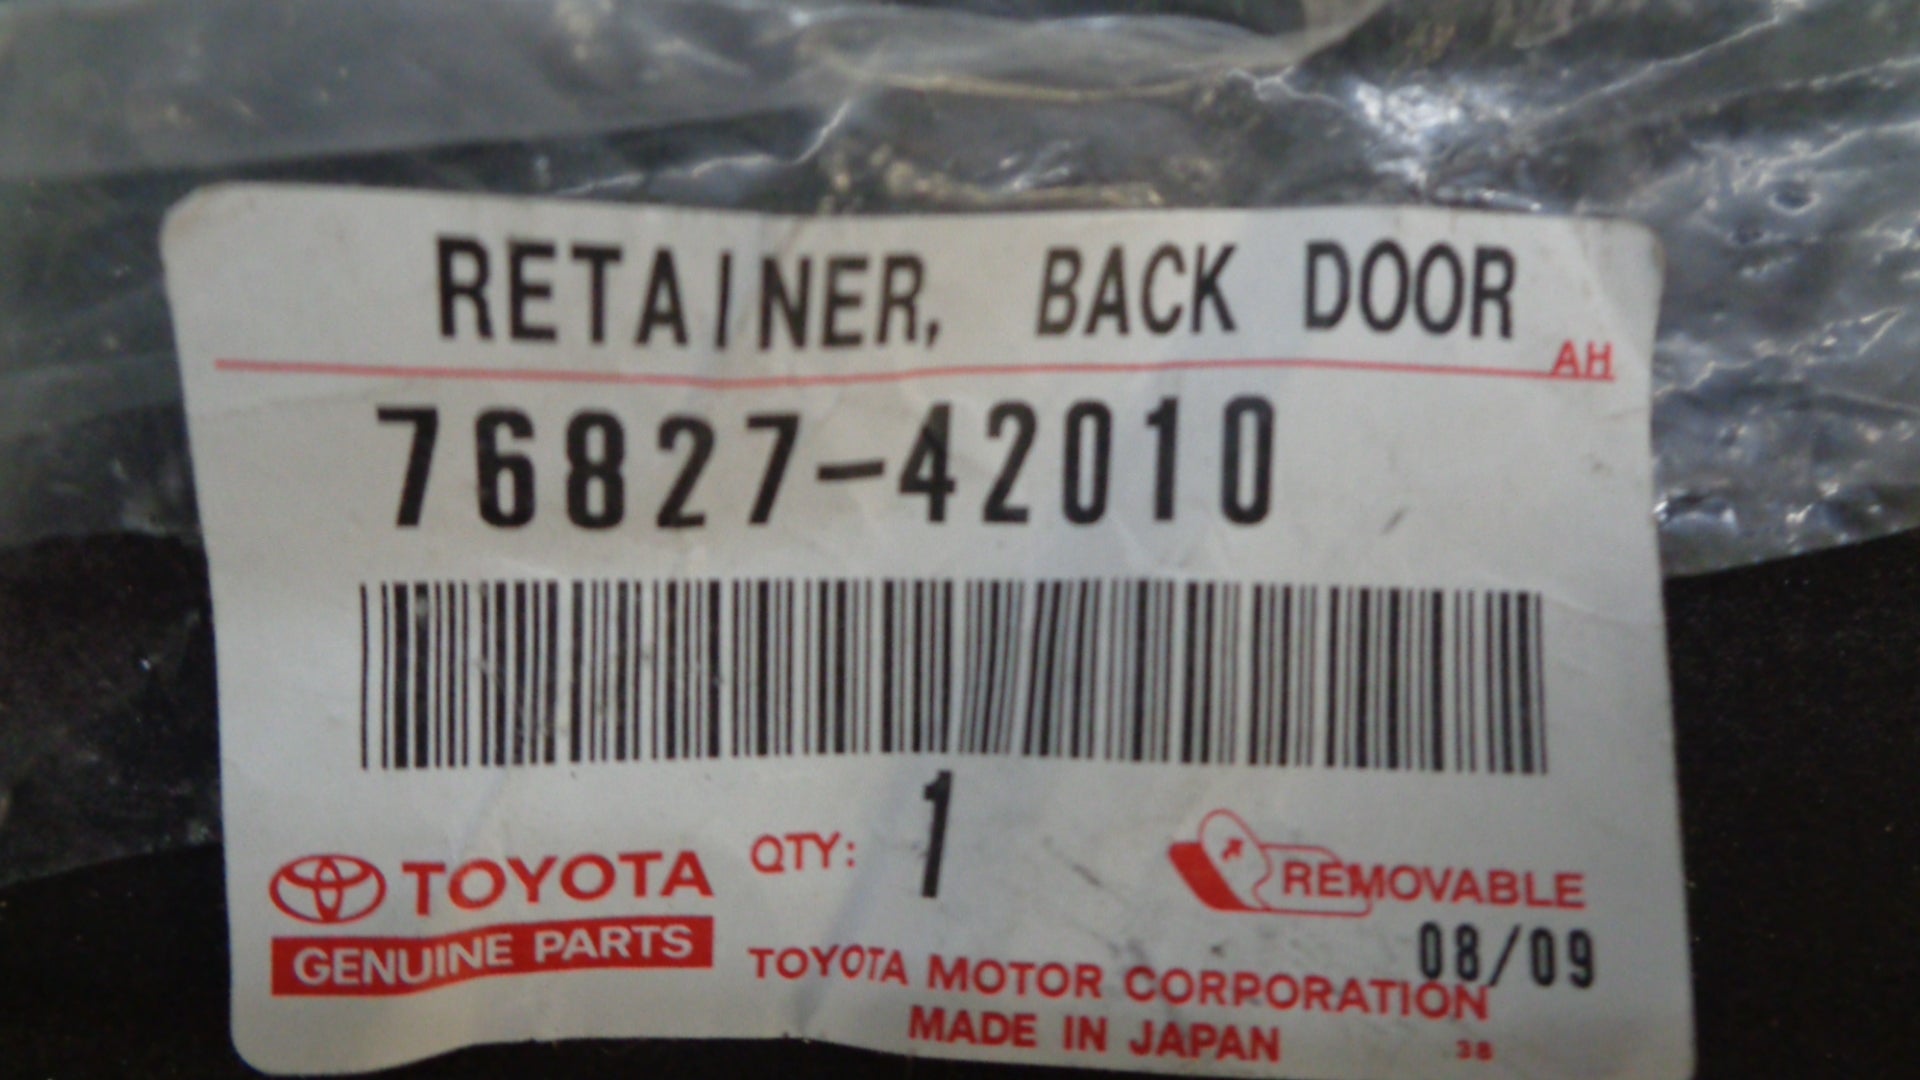 RETAINER, BACK DOOR
AH
76827-42010
QTY: 1
TOYOTA
GENUINE PARTS
REMOVABLE
08/09
TOYOTA MOTOR CORPORATION
MADE IN JAPAN
38